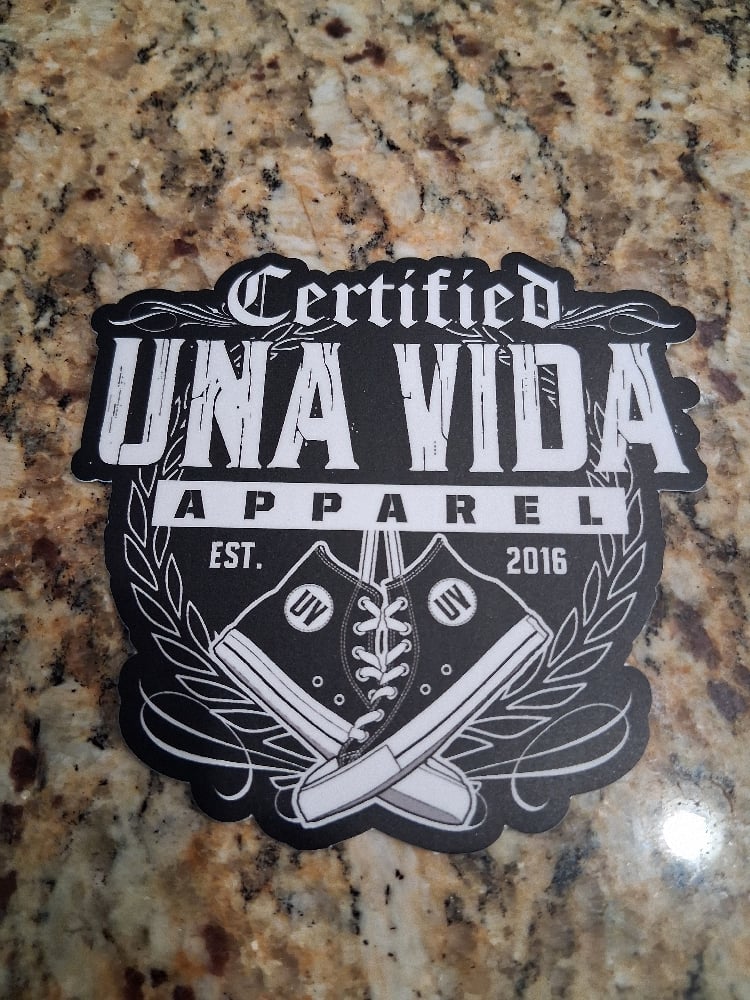 Certified
UNA VIDA
APPAREL
EST. 2016
UV UV